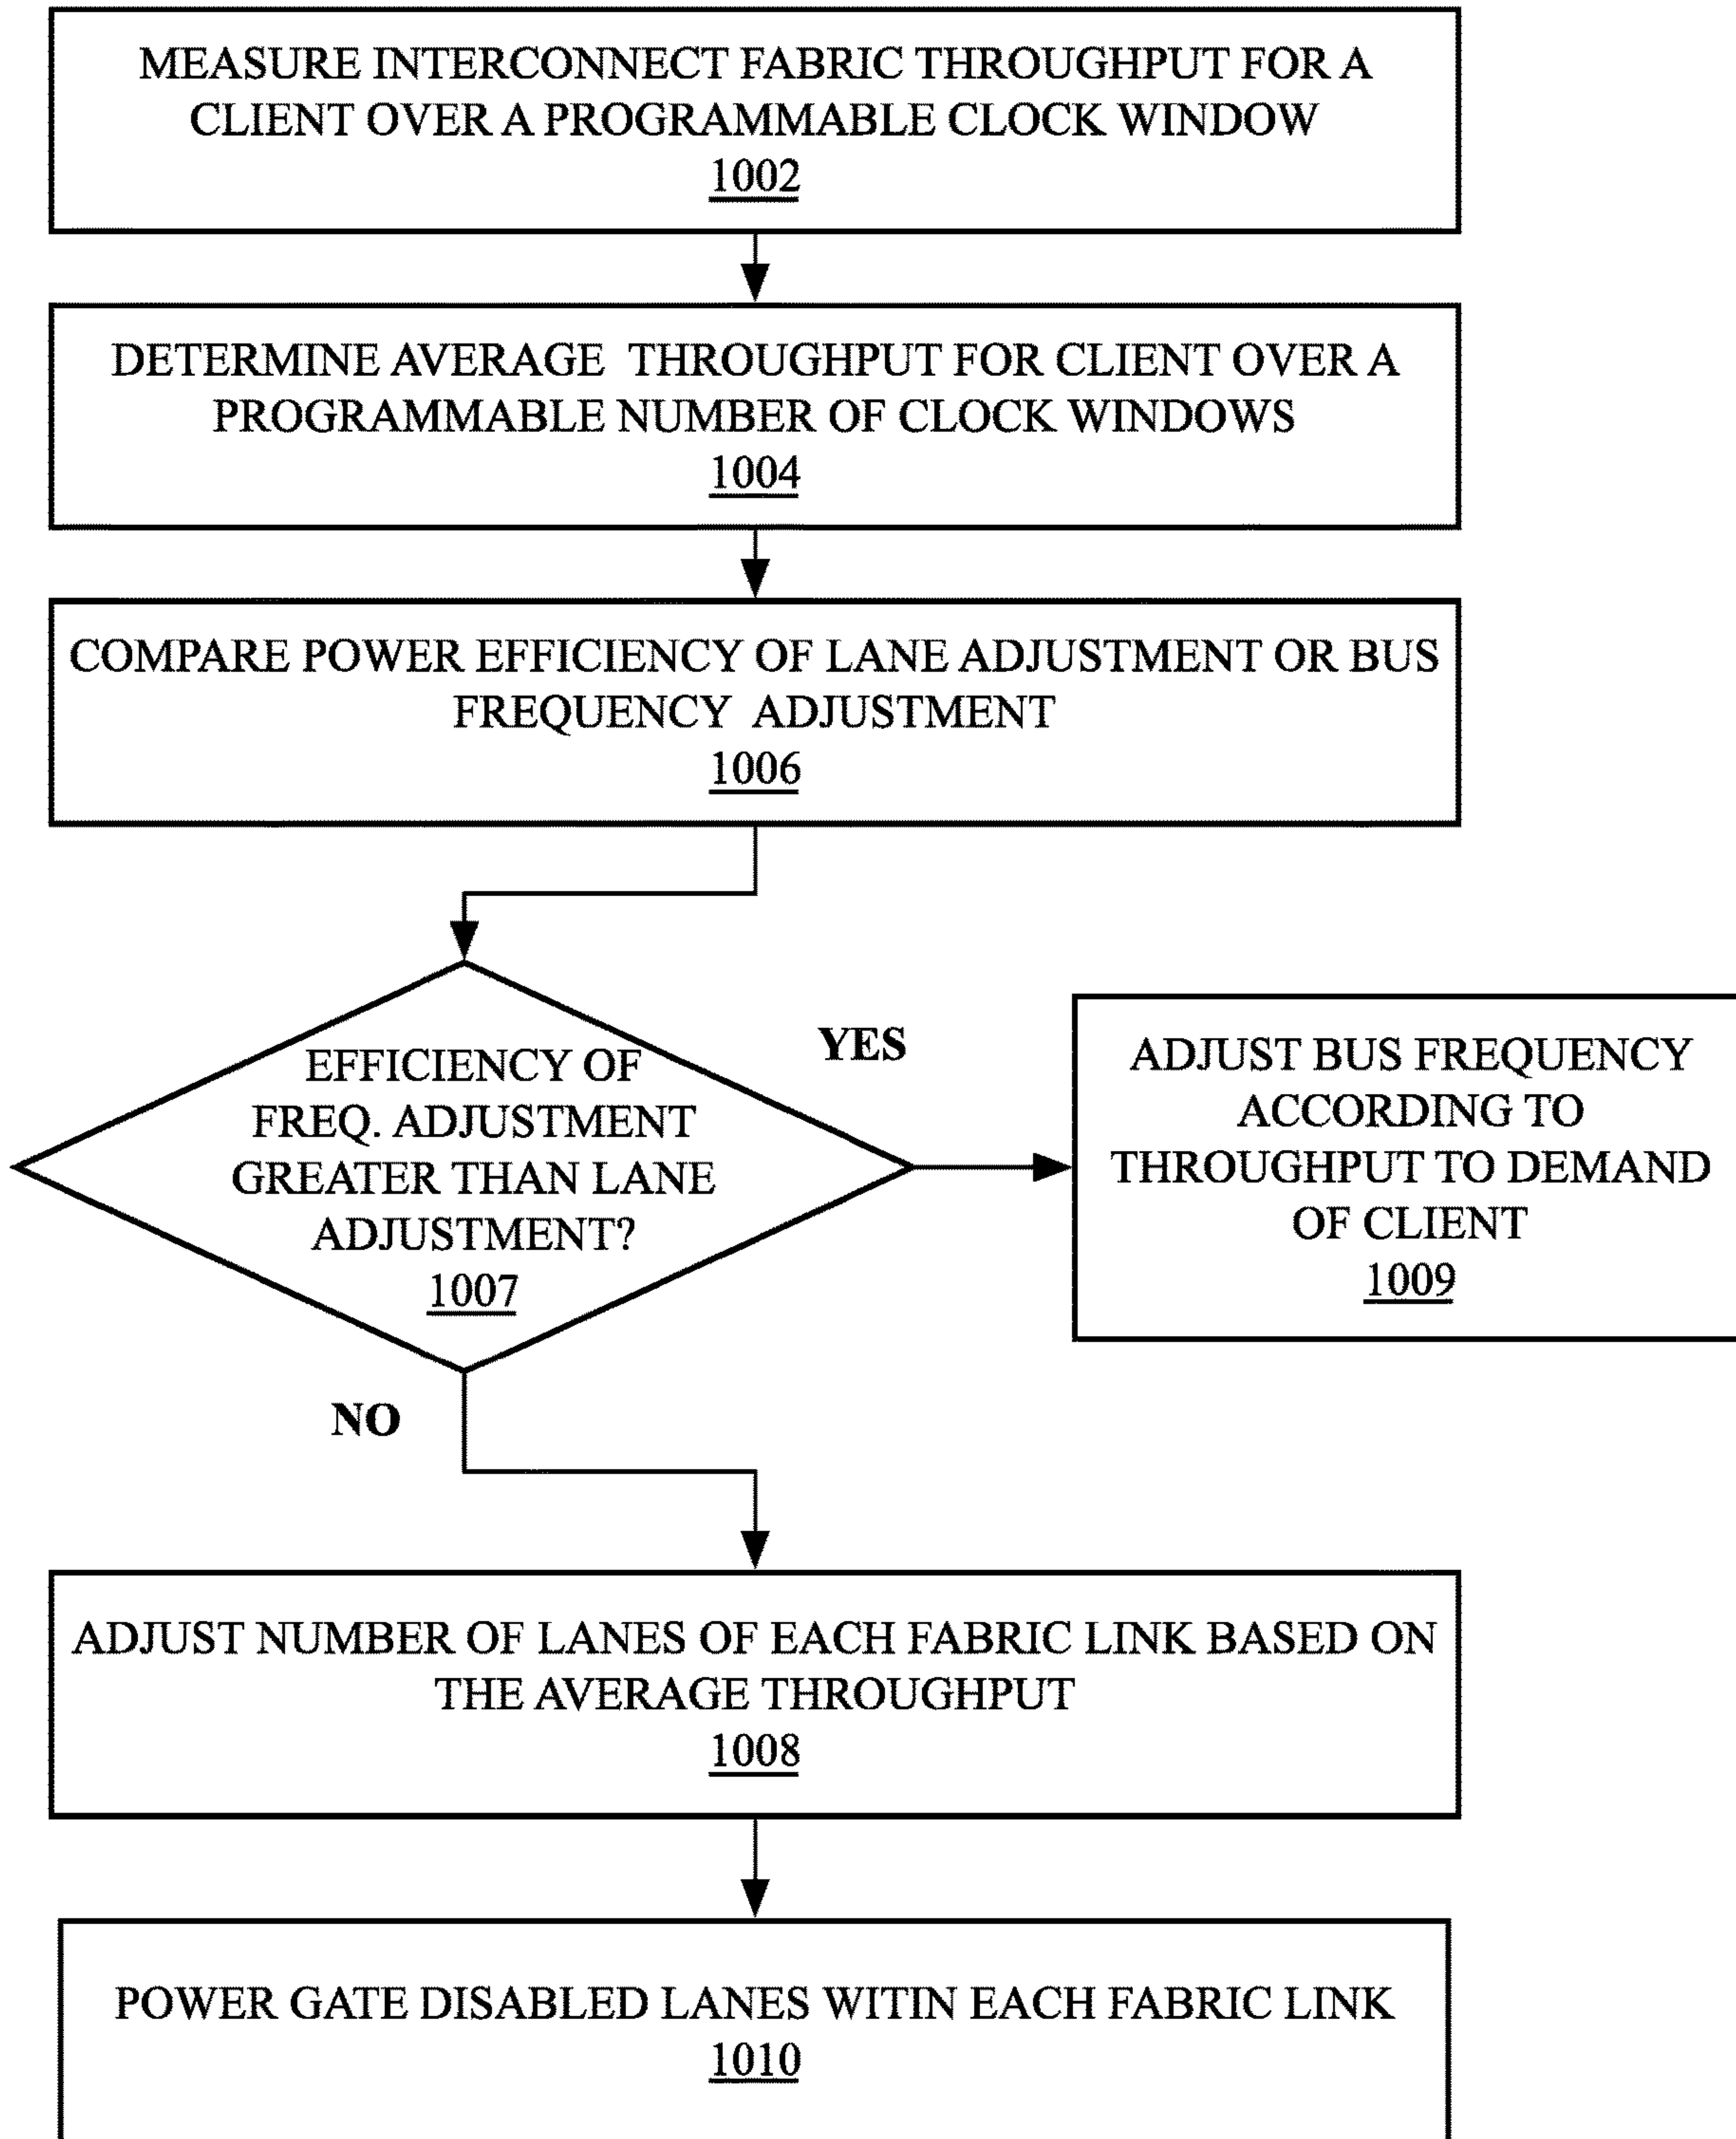 MEASURE INTERCONNECT FABRIC THROUGHPUT FOR A
CLIENT OVER A PROGRAMMABLE CLOCK WINDOW
1002
DETERMINE AVERAGE THROUGHPUT FOR CLIENT OVER A
PROGRAMMABLE NUMBER OF CLOCK WINDOWS
1004
COMPARE POWER EFFICIENCY OF LANE ADJUSTMENT OR BUS
FREQUENCY ADJUSTMENT
1006
EFFICIENCY OF
FREQ. ADJUSTMENT
GREATER THAN LANE
ADJUSTMENT?
1007
YES
ADJUST BUS FREQUENCY
ACCORDING TO
THROUGHPUT TO DEMAND
OF CLIENT
1009
NO
ADJUST NUMBER OF LANES OF EACH FABRIC LINK BASED ON
THE AVERAGE THROUGHPUT
1008
POWER GATE DISABLED LANES WITIN EACH FABRIC LINK
1010